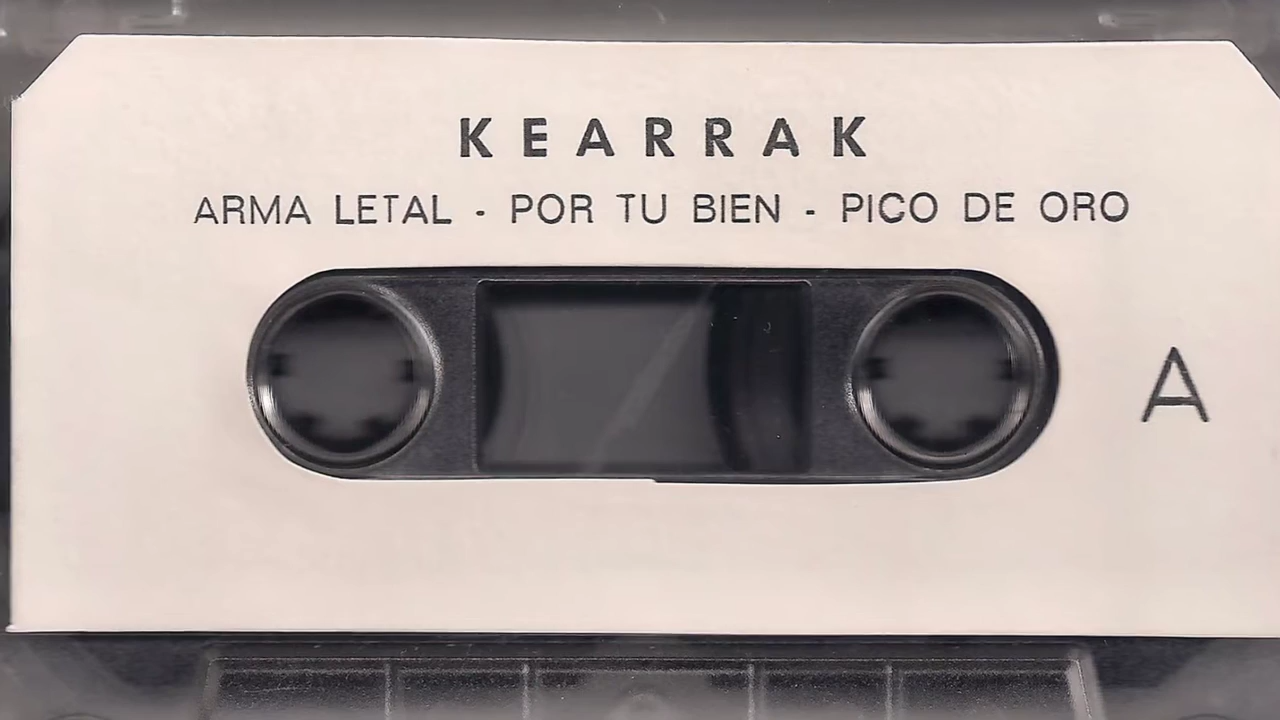 KEARRAK
ARMA LETAL - POR TU BIEN - PICO DE ORO
A